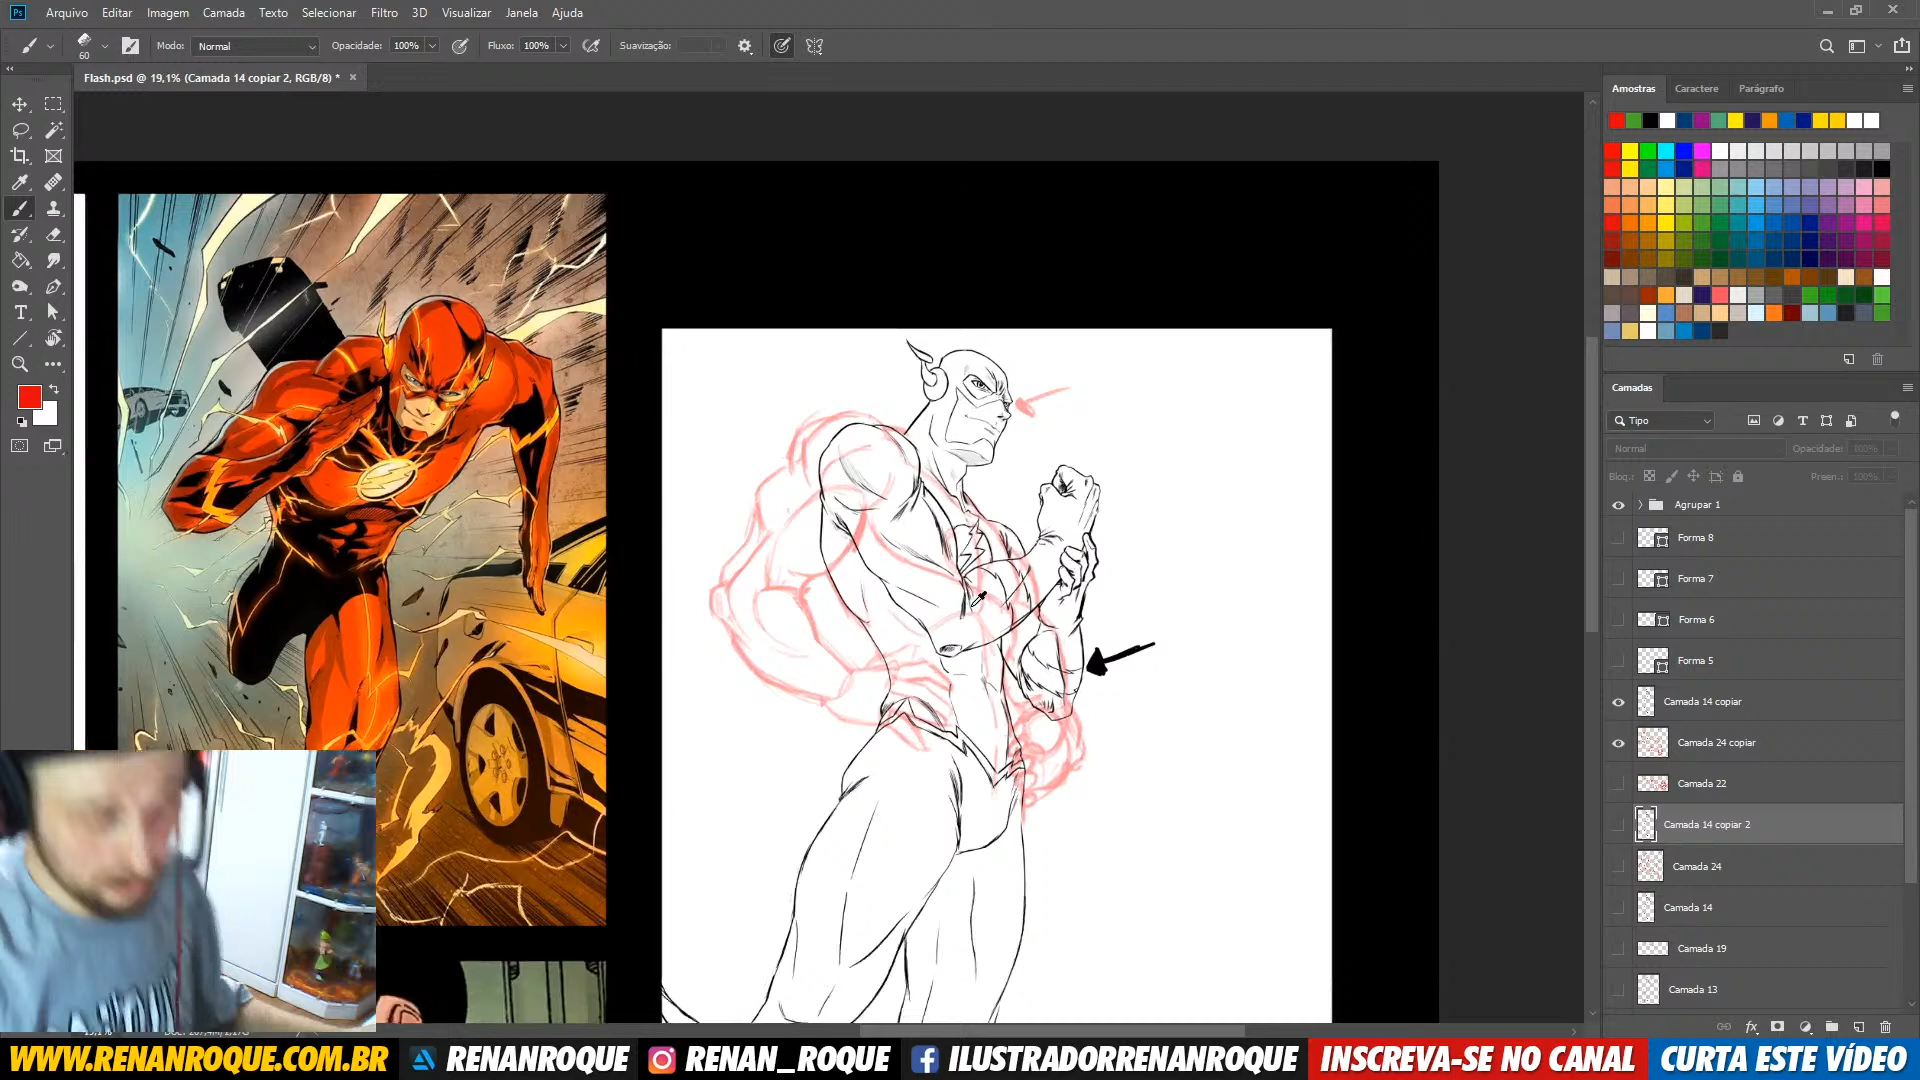 Ps Arquivo Editar Imagem Camada Texto Selecionar Filtro 3D Visualizar Janela Ajuda
60 Modo: Normal Opacidade: 100% Fluxo: 100% Suavização:
Flash.psd @ 19,1% (Camada 14 copiar 2, RGB/8) *
Amostras Caractere Parágrafo
Camadas
Tipo
Normal Opacidade: 100%
Bloq.: Preen.: 100%
Agrupar 1
Forma 8
Forma 7
Forma 6
Forma 5
Camada 14 copiar
Camada 24 copiar
Camada 22
Camada 14 copiar 2
Camada 24
Camada 14
Camada 19
Camada 13
WWW.RENANROQUE.COM.BR RENANROQUE RENAN_ROQUE ILUSTRADORRENANROQUE INSCREVA-SE NO CANAL CURTA ESTE VÍDEO